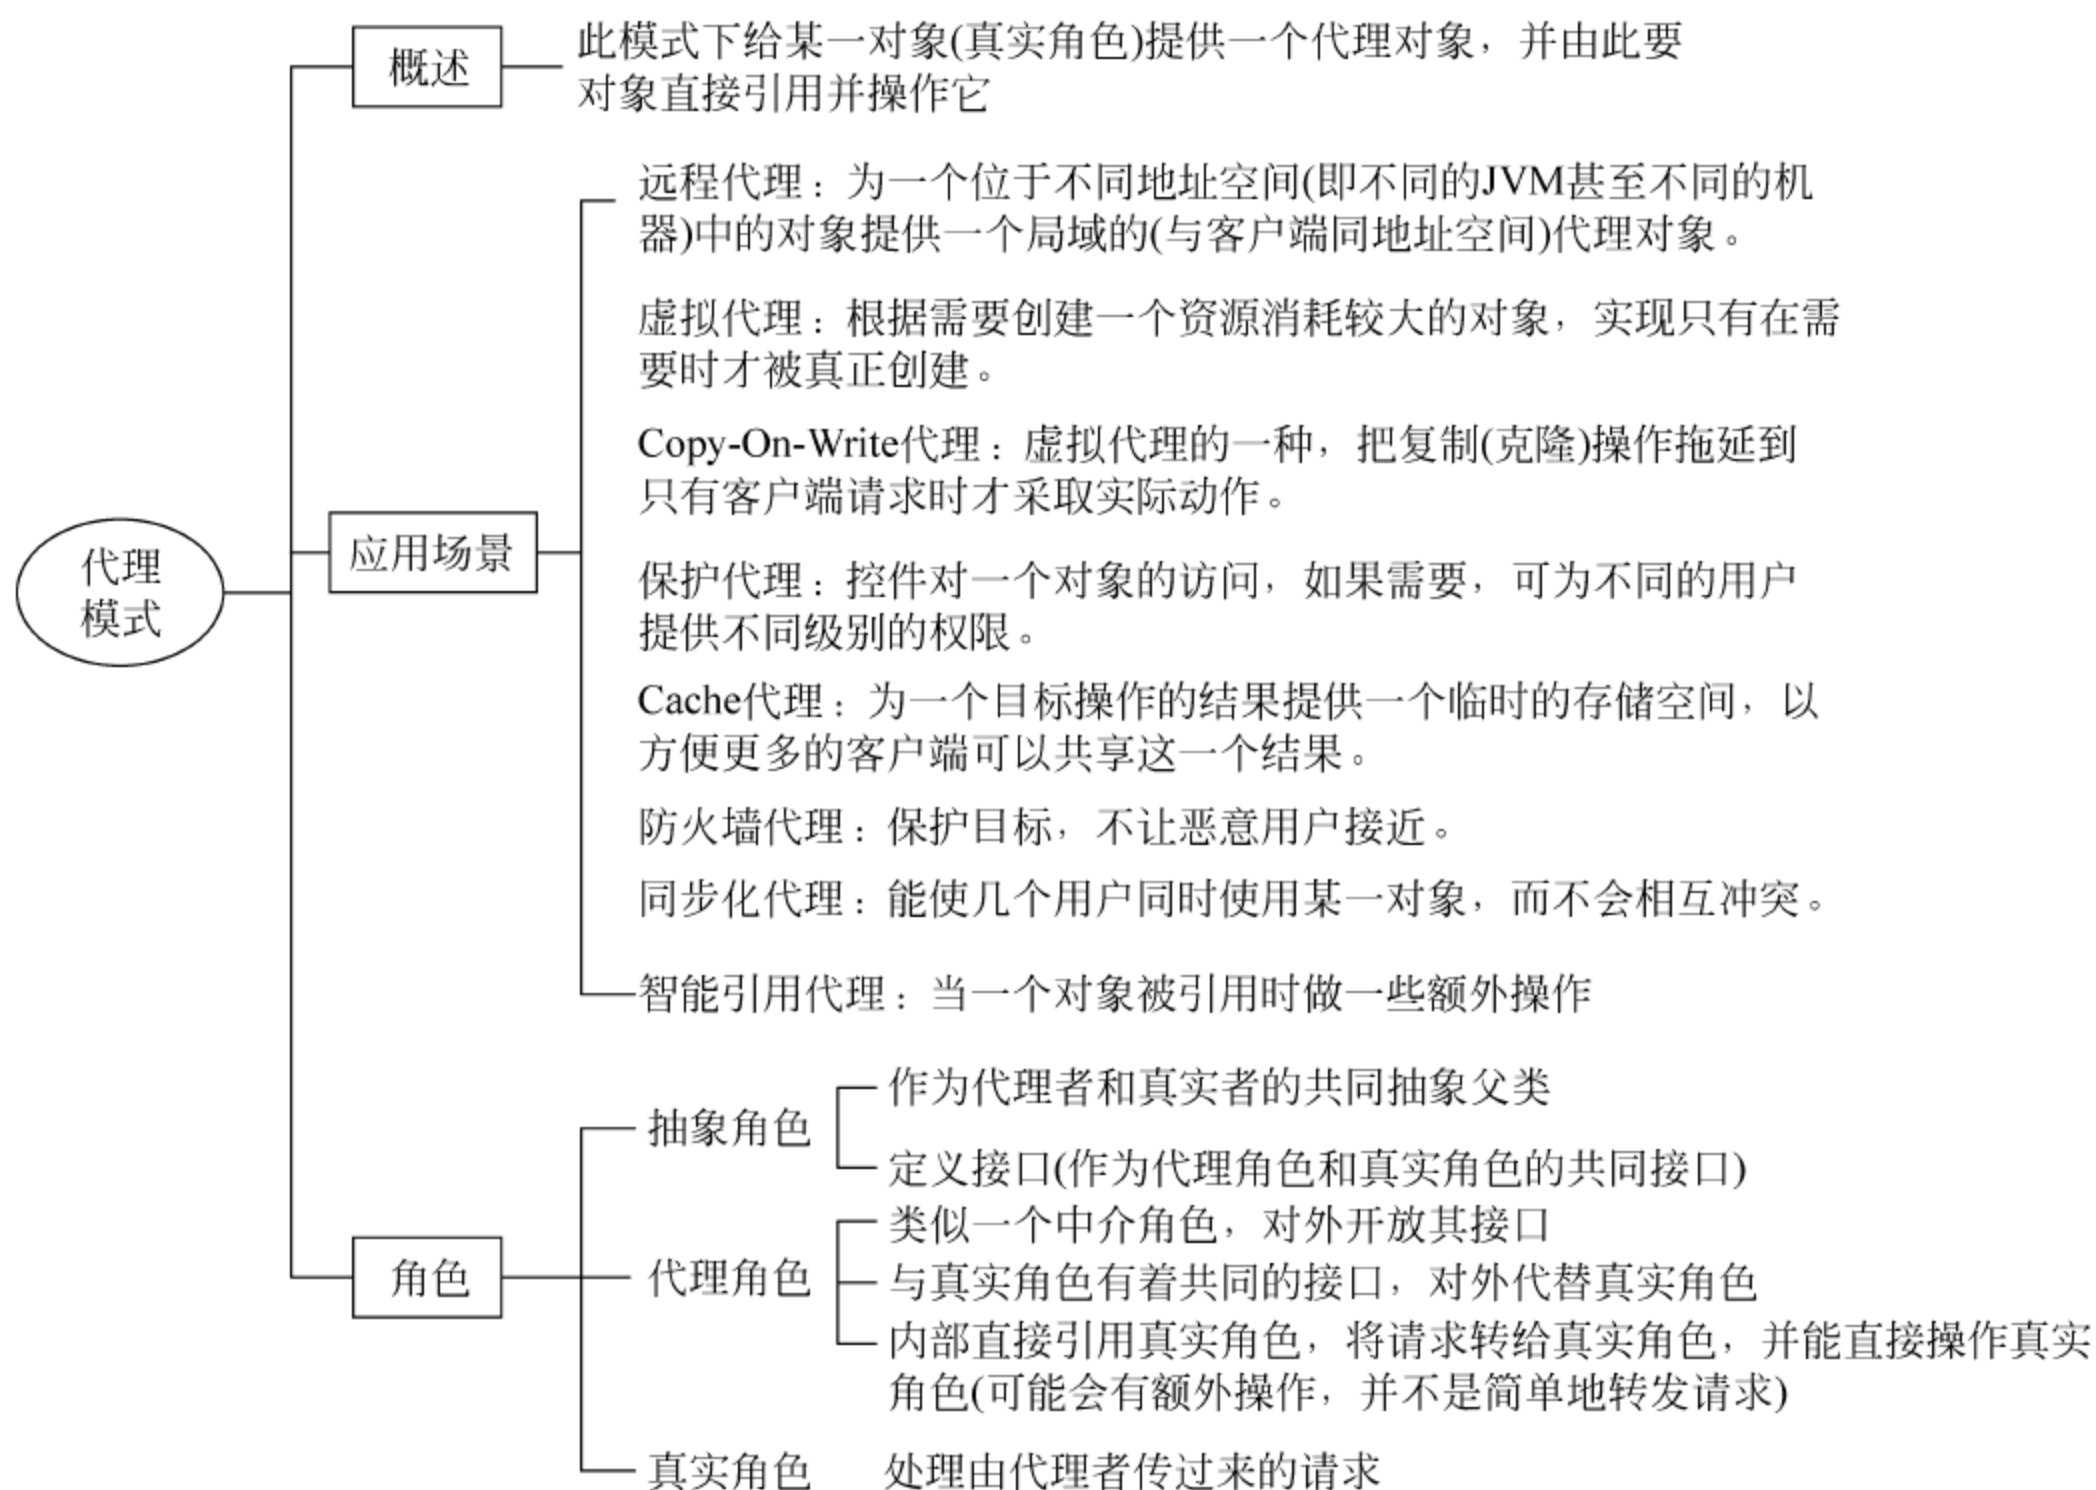 概述
此模式下给某一对象(真实角色)提供一个代理对象，并由此要
对象直接引用并操作它
远程代理：为一个位于不同地址空间(即不同的JVM甚至不同的机
器)中的对象提供一个局域的(与客户端同地址空间)代理对象。
虚拟代理：根据需要创建一个资源消耗较大的对象，实现只有在需
要时才被真正创建。
Copy-On-Write代理：虚拟代理的一种，把复制(克隆)操作拖延到
只有客户端请求时才采取实际动作。
代理
模式
应用场景
保护代理：控件对一个对象的访问，如果需要，可为不同的用户
提供不同级别的权限。
Cache代理：为一个目标操作的结果提供一个临时的存储空间，以
方便更多的客户端可以共享这一个结果。
防火墙代理：保护目标，不让恶意用户接近。
同步化代理：能使几个用户同时使用某一对象，而不会相互冲突。
智能引用代理：当一个对象被引用时做一些额外操作
角色
抽象角色
作为代理者和真实者的共同抽象父类
定义接口(作为代理角色和真实角色的共同接口)
代理角色
类似一个中介角色，对外开放其接口
与真实角色有着共同的接口，对外代替真实角色
内部直接引用真实角色，将请求转给真实角色，并能直接操作真实
角色(可能会有额外操作，并不是简单地转发请求)
真实角色
处理由代理者传过来的请求